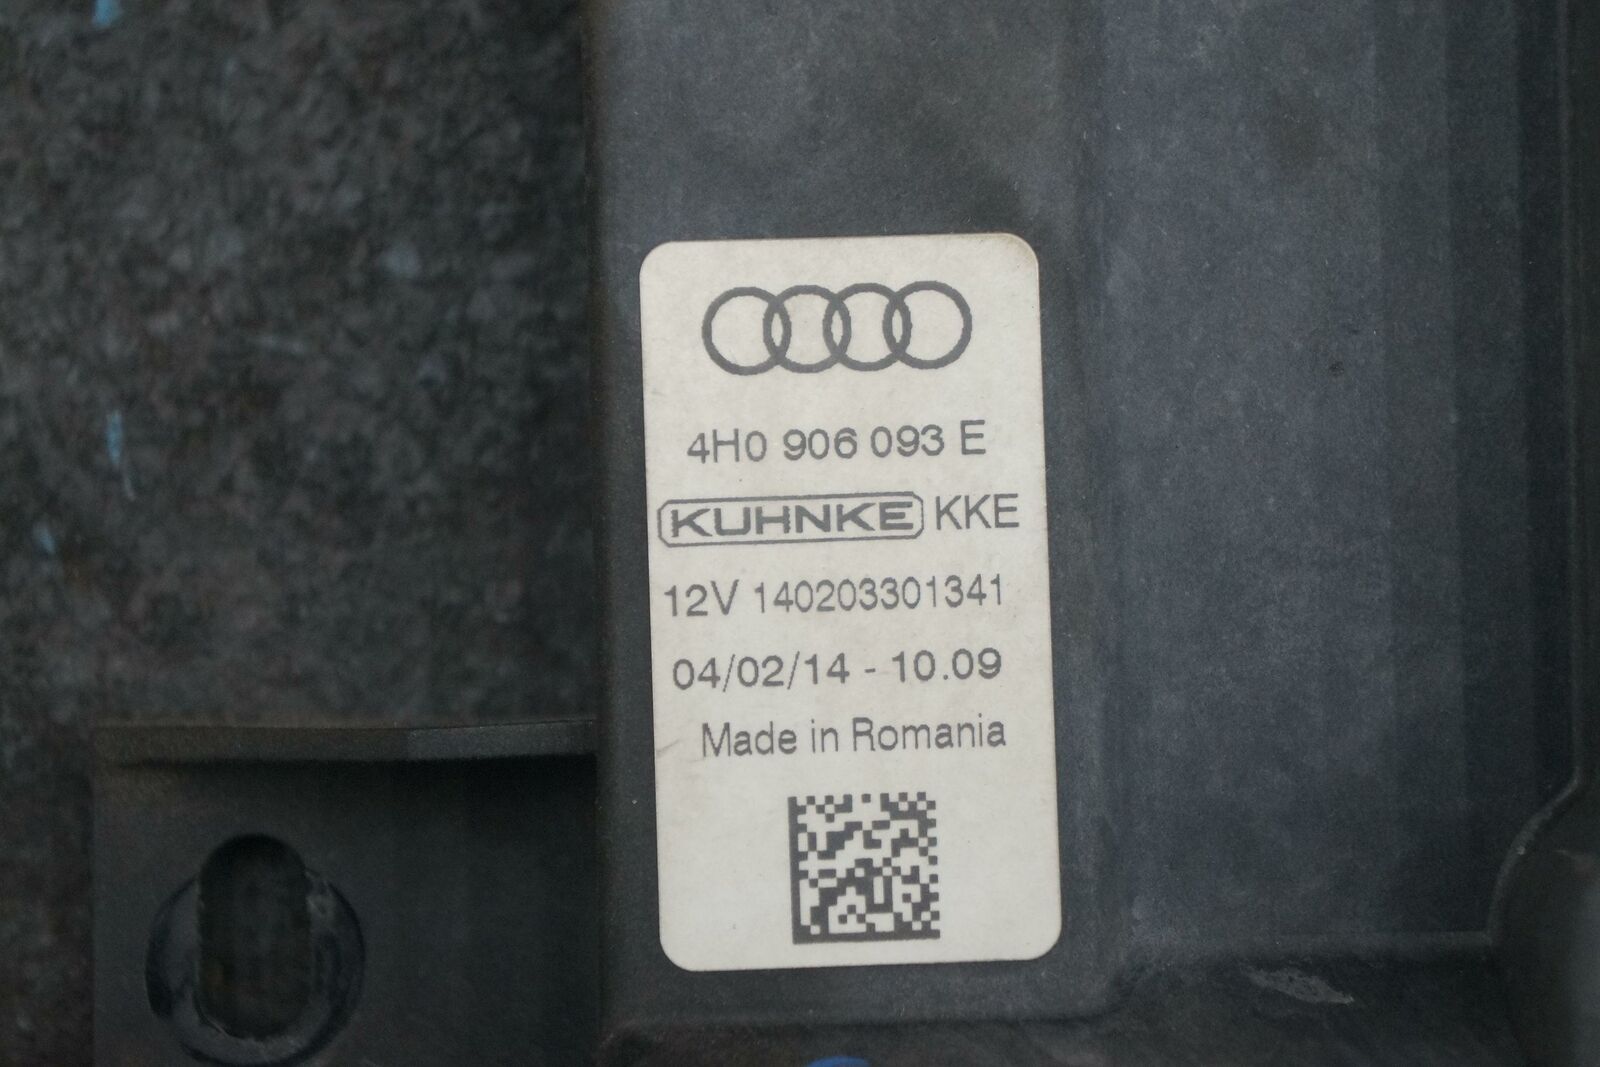 4H0 906 093 E
KUHNKE KKE
12V 140203301341
04/02/14 - 10.09
Made in Romania